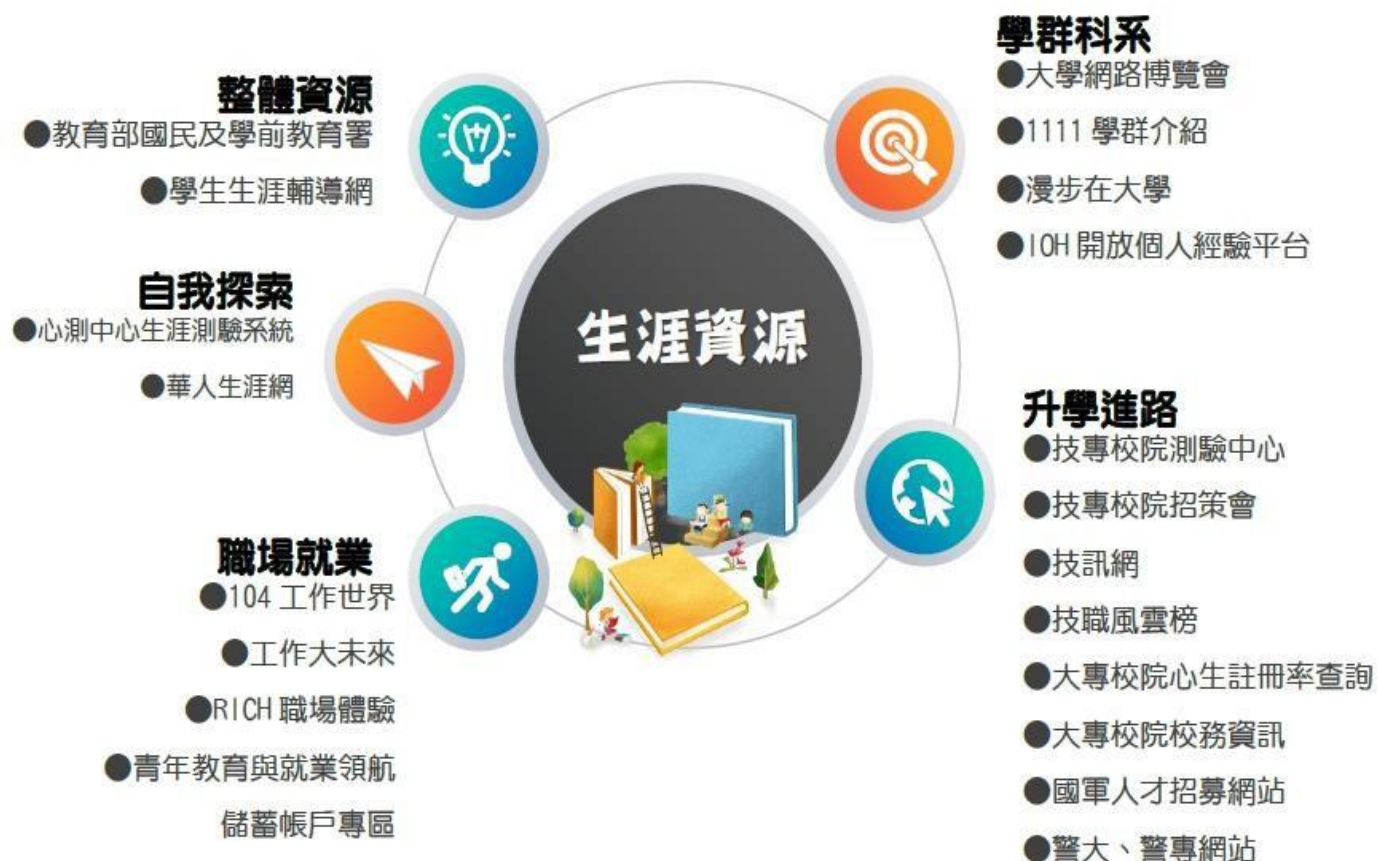 生涯資源
整體資源
●教育部國民及學前教育署
●學生生涯輔導網
自我探索
●心測中心生涯測驗系統
●華人生涯網
職場就業
●104 工作世界
●工作大未來
●RICH 職場體驗
●青年教育與就業領航
儲蓄帳戶專區
學群科系
●大學網路博覽會
●1111 學群介紹
●漫步在大學
●IOH 開放個人經驗平台
升學進路
●技專校院測驗中心
●技專校院招策會
●技訊網
●技職風雲榜
●大專校院心生註冊率查詢
●大專校院校務資訊
●國軍人才招募網站
●警大、警專網站